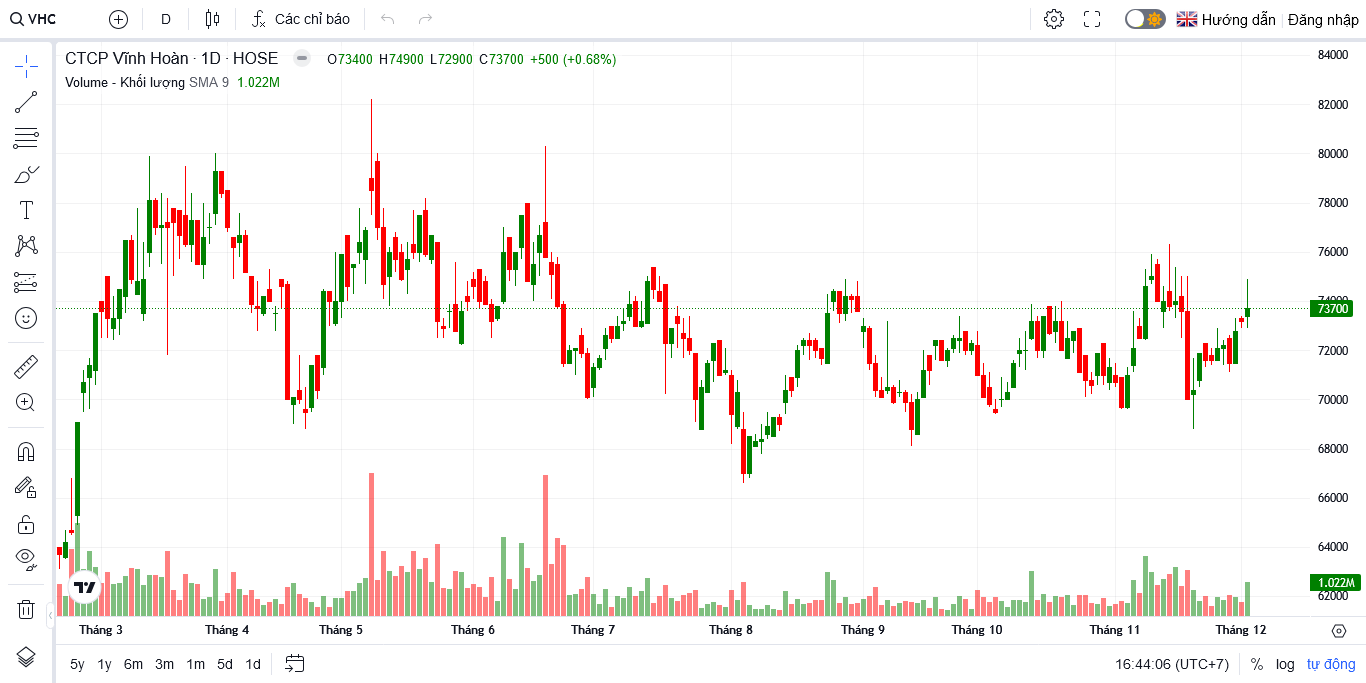 VHC D Các chỉ báo Hướng dẫn Đăng nhập
CTCP Vĩnh Hoàn · 1D · HOSE O73400 H74900 L72900 C73700 +500 (+0.68%)
Volume - Khối lượng SMA 9 1.022M
84000
82000
80000
78000
76000
74000
73700
72000
70000
68000
66000
64000
1.022M
62000
Tháng 3 Tháng 4 Tháng 5 Tháng 6 Tháng 7 Tháng 8 Tháng 9 Tháng 10 Tháng 11 Tháng 12
5y 1y 6m 3m 1m 5d 1d 16:44:06 (UTC+7) % log tự động